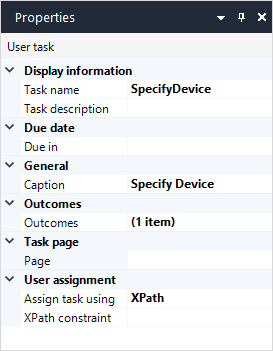 Properties
User task
Display information
Task name SpecifyDevice
Task description
Due date
Due in
General
Caption Specify Device
Outcomes
Outcomes (1 item)
Task page
Page
User assignment
Assign task using XPath
XPath constraint